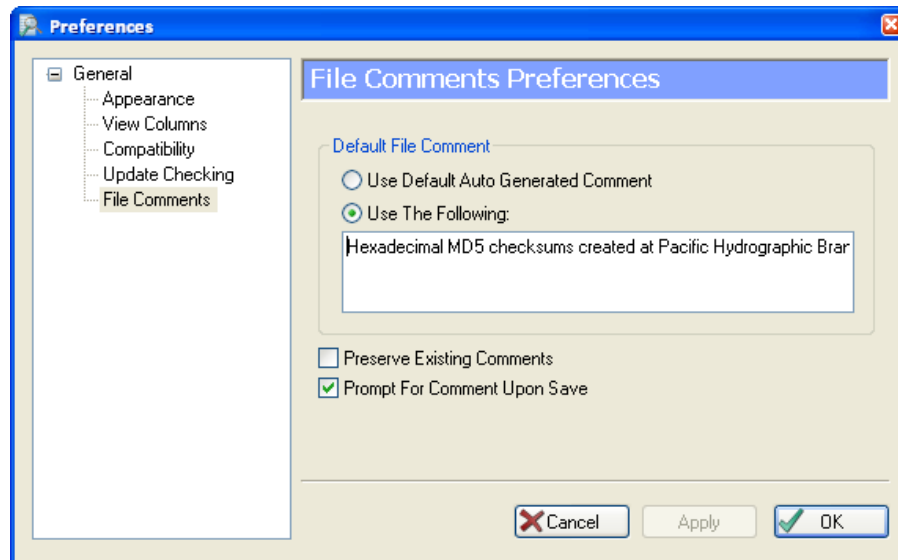 Preferences
General
Appearance
View Columns
Compatibility
Update Checking
File Comments
File Comments Preferences
Default File Comment
Use Default Auto Generated Comment
Use The Following:
Hexadecimal MD5 checksums created at Pacific Hydrographic Bran
Preserve Existing Comments
Prompt For Comment Upon Save
Cancel
Apply
OK